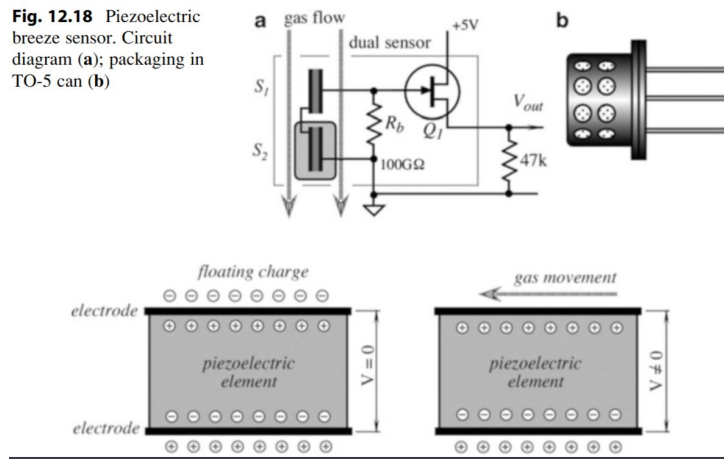 Fig. 12.18 Piezoelectric
breeze sensor. Circuit
diagram (a); packaging in
TO-5 can (b)
a gas flow
dual sensor
+5V
b
S1
S2
Rb
Q1
Vout
100GΩ
47k
floating charge
electrode
piezoelectric
element
V = 0
electrode
gas movement
piezoelectric
element
V ≠ 0